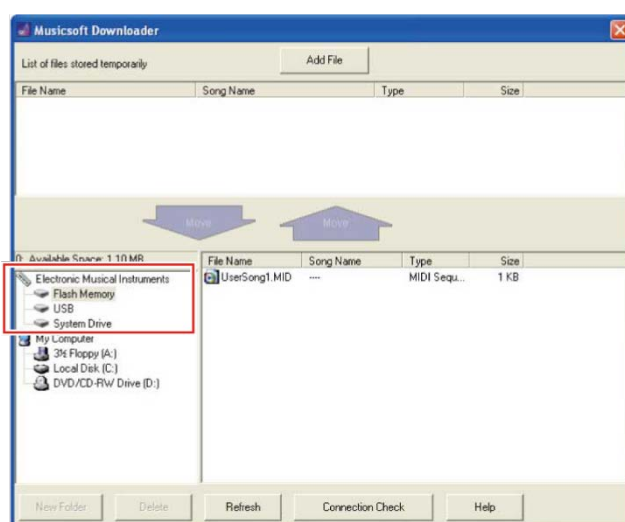 Musicsoft Downloader
List of files stored temporarily
Add File
File Name Song Name Type Size
Move Move
0: Available Space: 1.10 MB
Electronic Musical Instruments
Flash Memory
USB
System Drive
My Computer
3½ Floppy (A:)
Local Disk (C:)
DVD/CD-RW Drive (D:)
File Name Song Name Type Size
UserSong1.MID ---- MIDI Sequ... 1 KB
New Folder Delete Refresh Connection Check Help